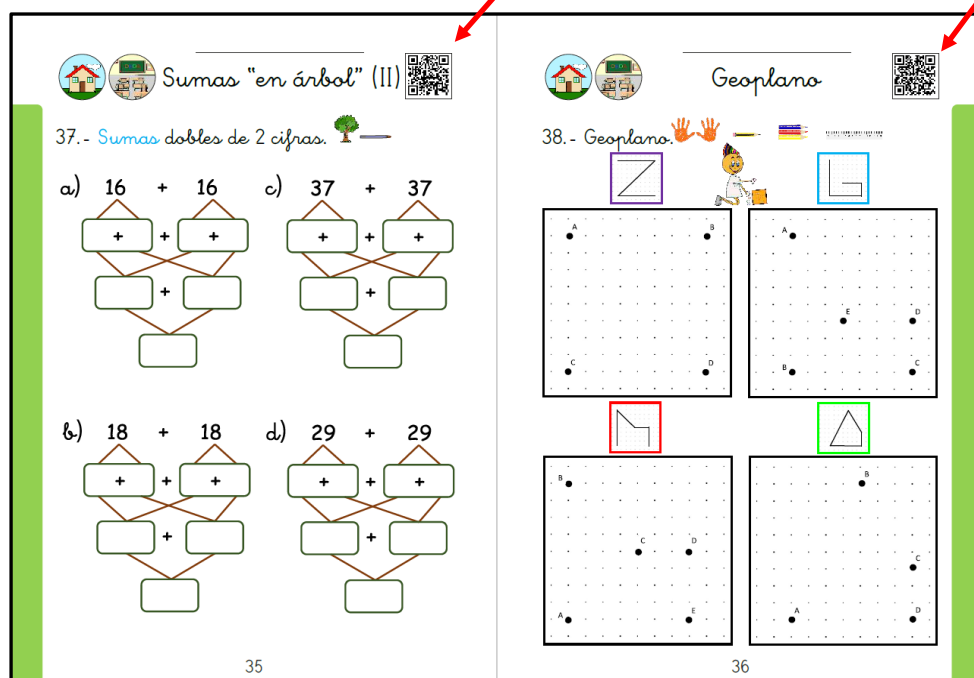 Sumas "en árbol" (II)
37.- Sumas dobles de 2 cifras.
a) 16 + 16
+ + +
+
c) 37 + 37
+ + +
+
b) 18 + 18
+ + +
+
d) 29 + 29
+ + +
+
35
Geoplano
38.- Geoplano.
A B
C D
A
E D
B C
B
C D
A E
B
C
A D
36